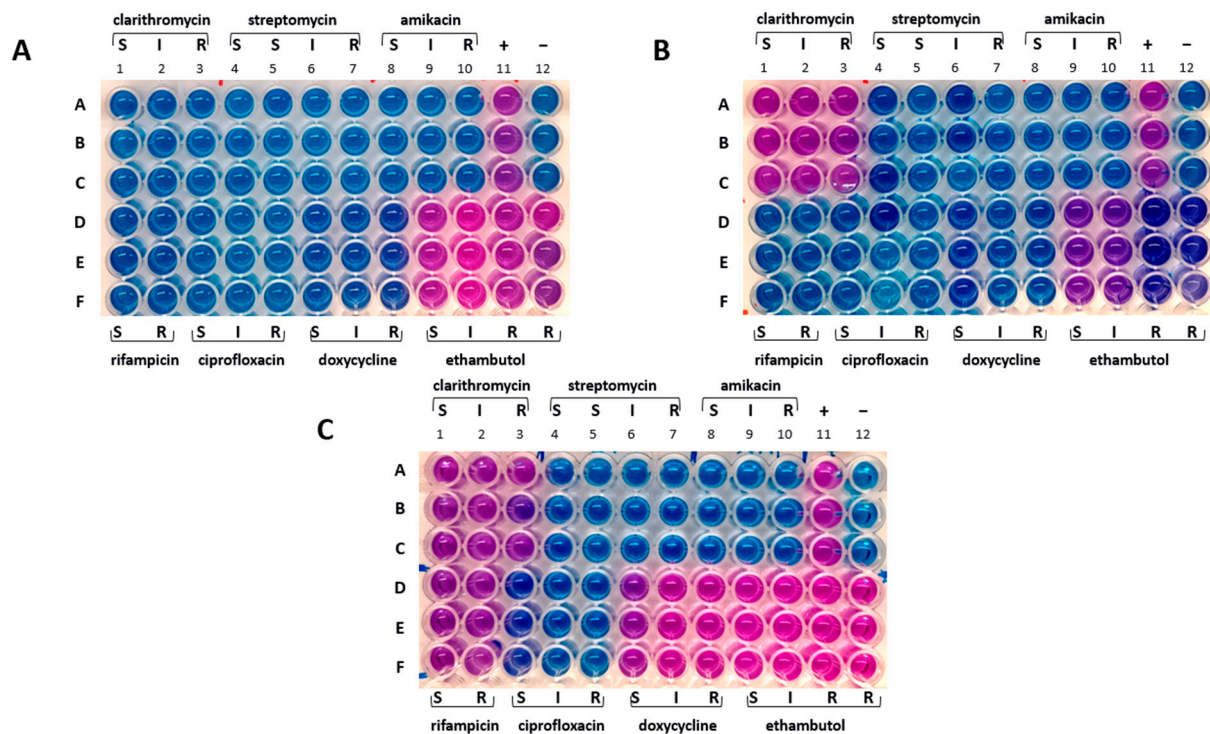 A
clarithromycin streptomycin amikacin
S I R S S I R S I R + −
1 2 3 4 5 6 7 8 9 10 11 12
A
B
C
D
E
F
S R S I R S I R S I R R
rifampicin ciprofloxacin doxycycline ethambutol
B
clarithromycin streptomycin amikacin
S I R S S I R S I R + −
1 2 3 4 5 6 7 8 9 10 11 12
A
B
C
D
E
F
S R S I R S I R S I R R
rifampicin ciprofloxacin doxycycline ethambutol
C
clarithromycin streptomycin amikacin
S I R S S I R S I R + −
1 2 3 4 5 6 7 8 9 10 11 12
A
B
C
D
E
F
S R S I R S I R S I R R
rifampicin ciprofloxacin doxycycline ethambutol